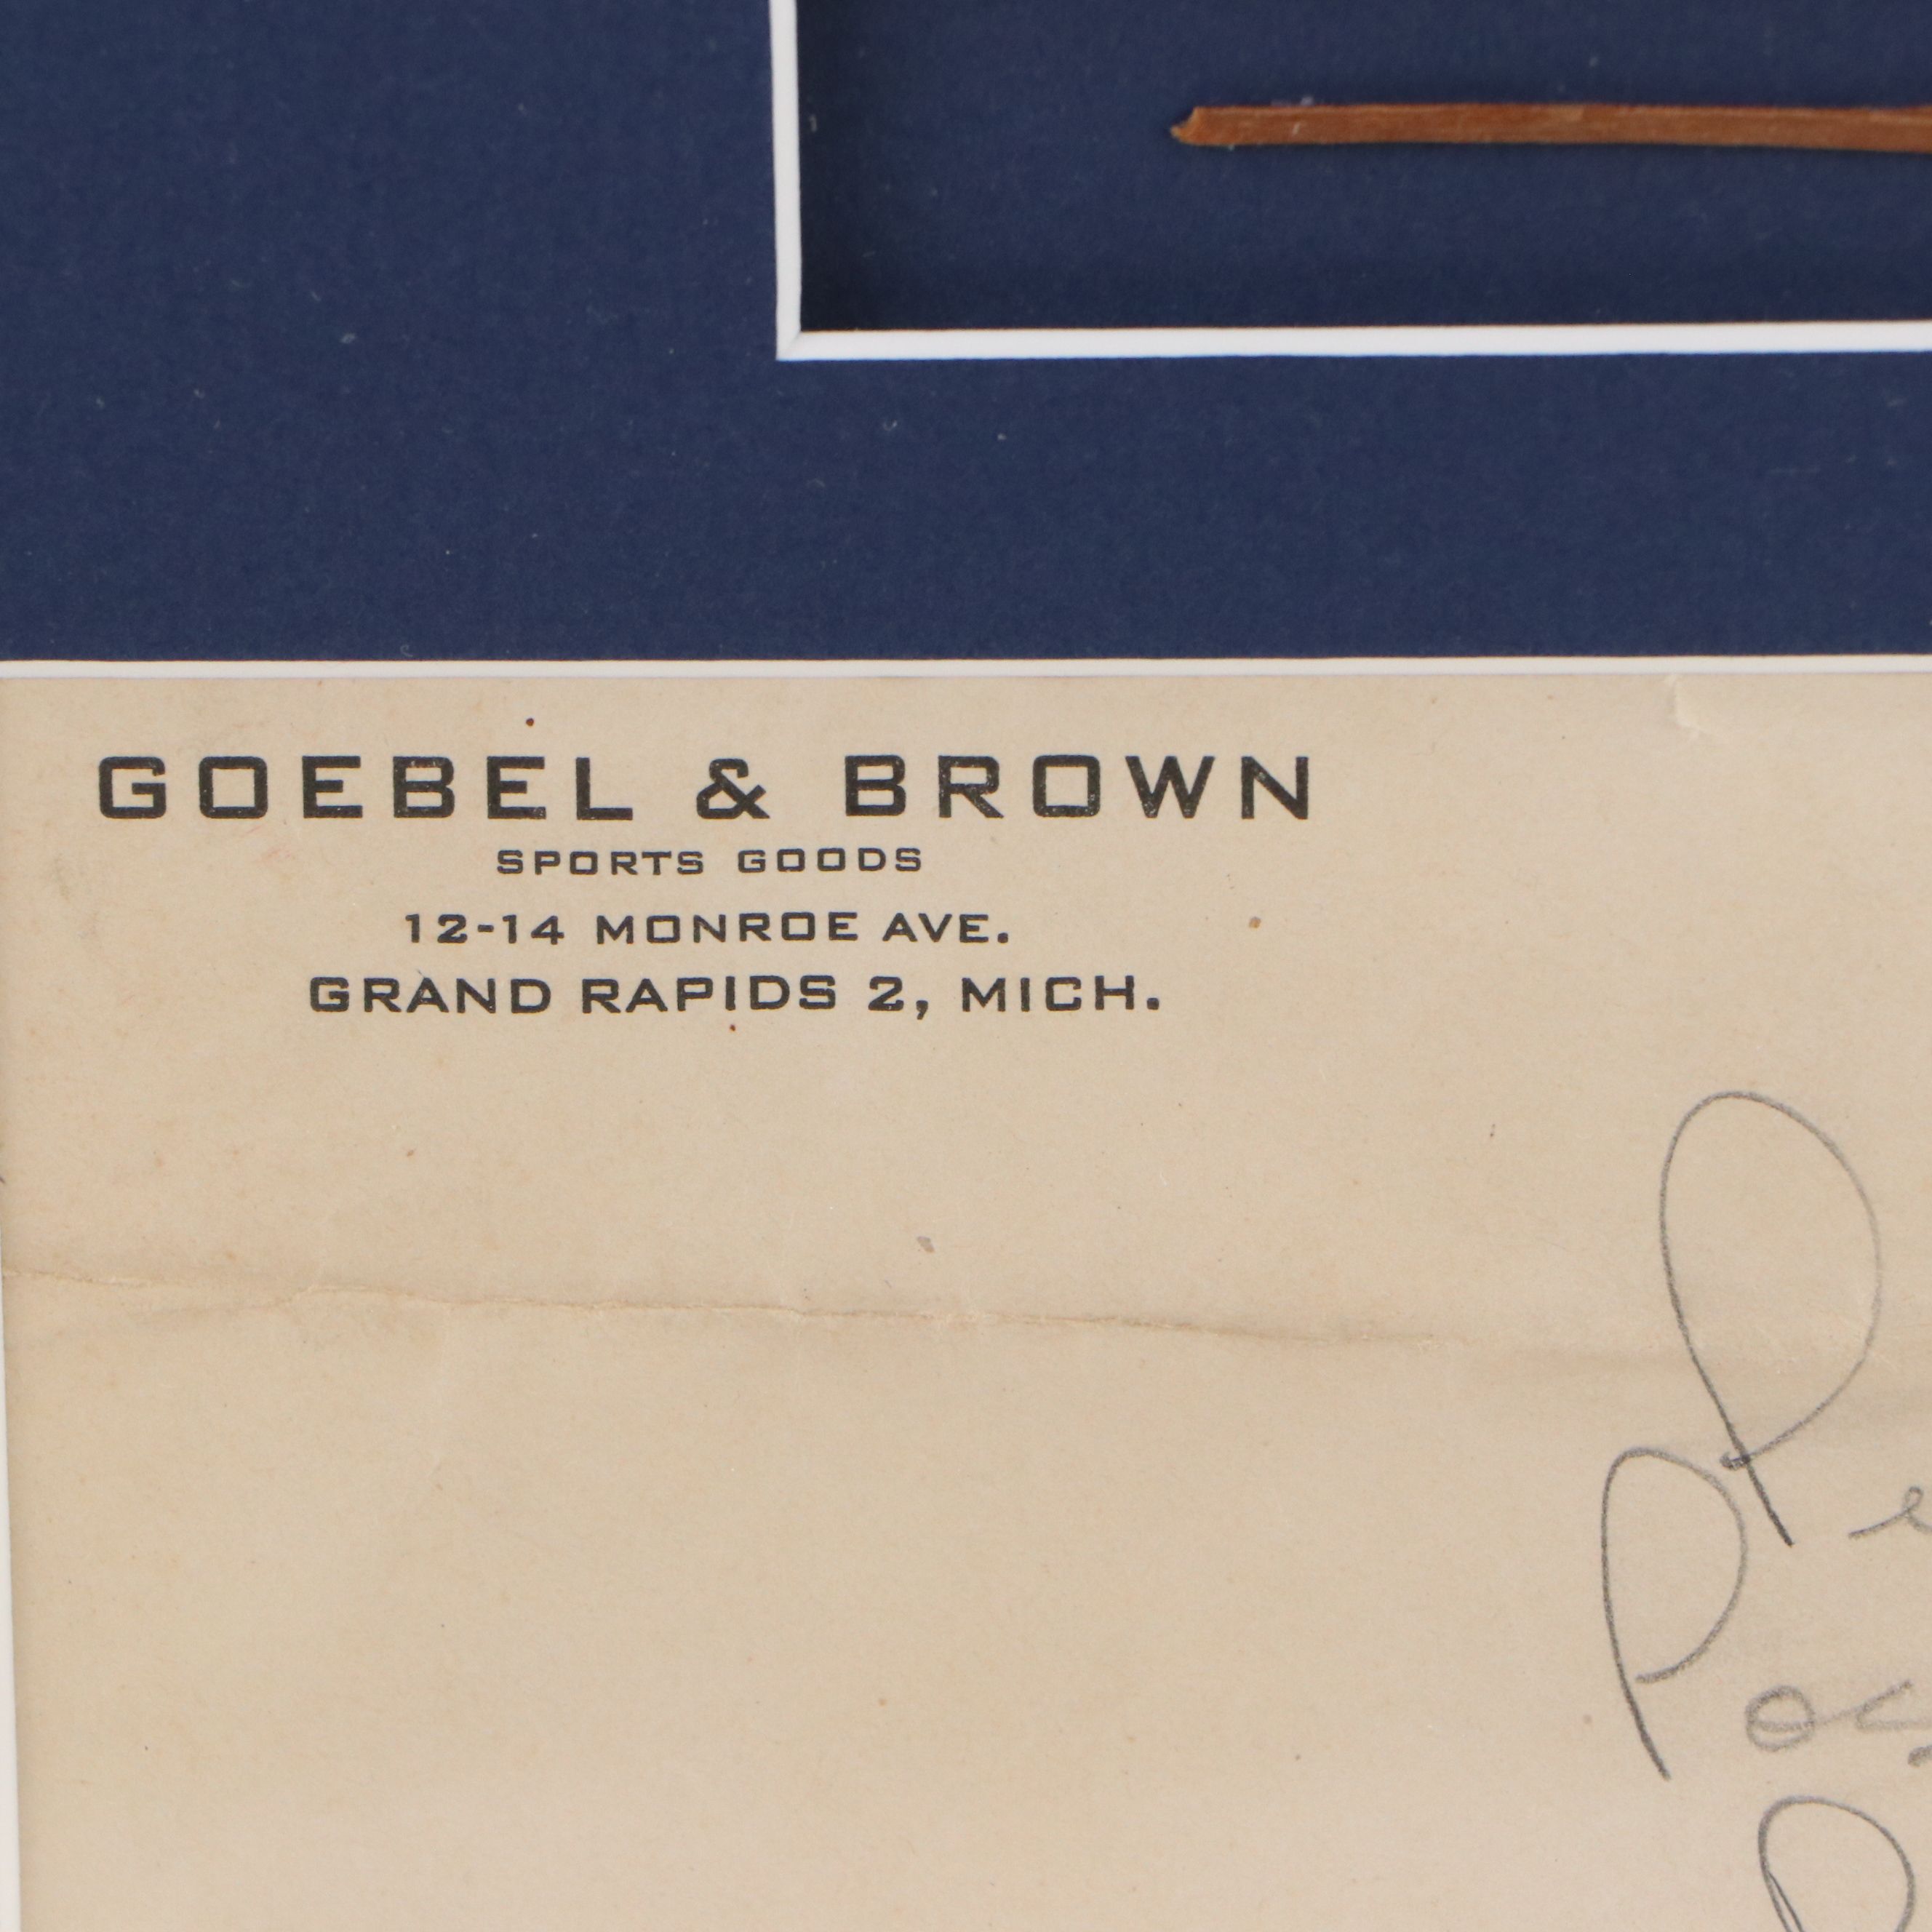 GOEBEL & BROWN
SPORTS GOODS
12-14 MONROE AVE.
GRAND RAPIDS 2, MICH.